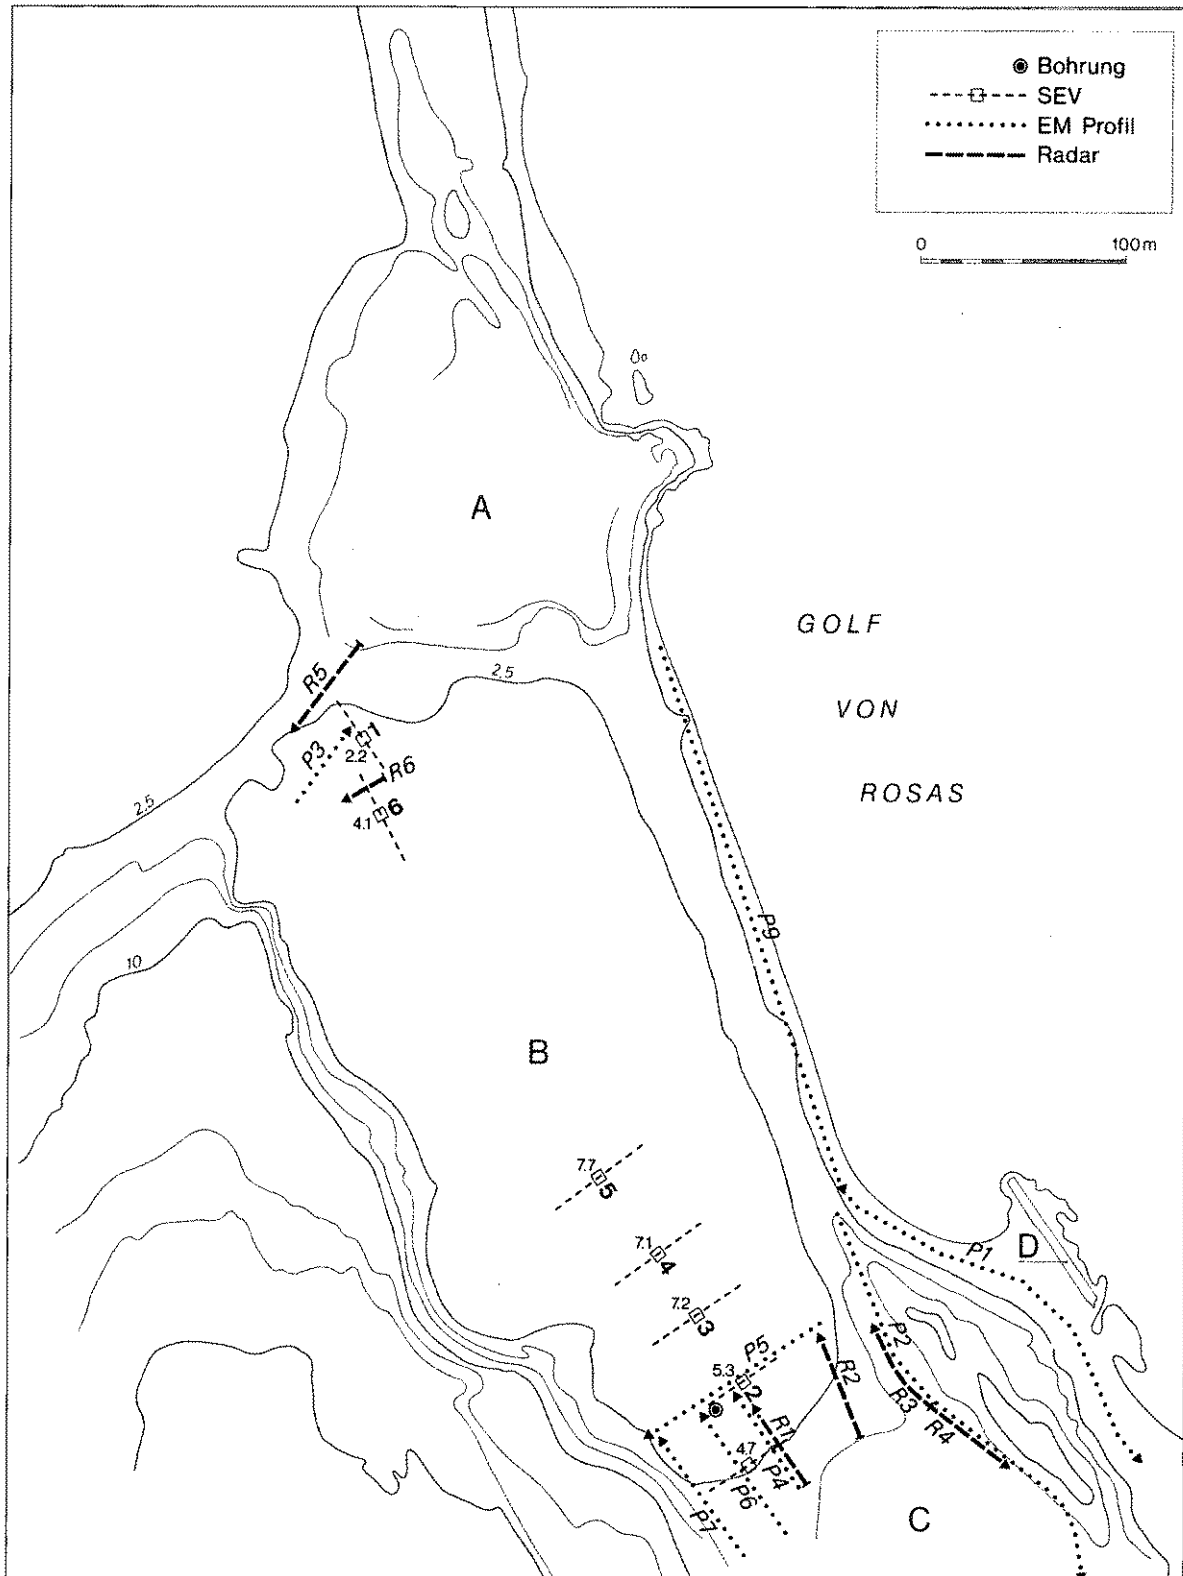 Bohrung
SEV
EM Profil
Radar
0 100m
A
GOLF
VON
ROSAS
R5
2.5
P3
1
2.2
R6
2.5
4.1 6
P9
10
B
7.7
5
D
P1
7.1
4
7.2
3
P2
P5
5.3
2
R2
R3
R1
R4
4.7
P4
P6
P7
C